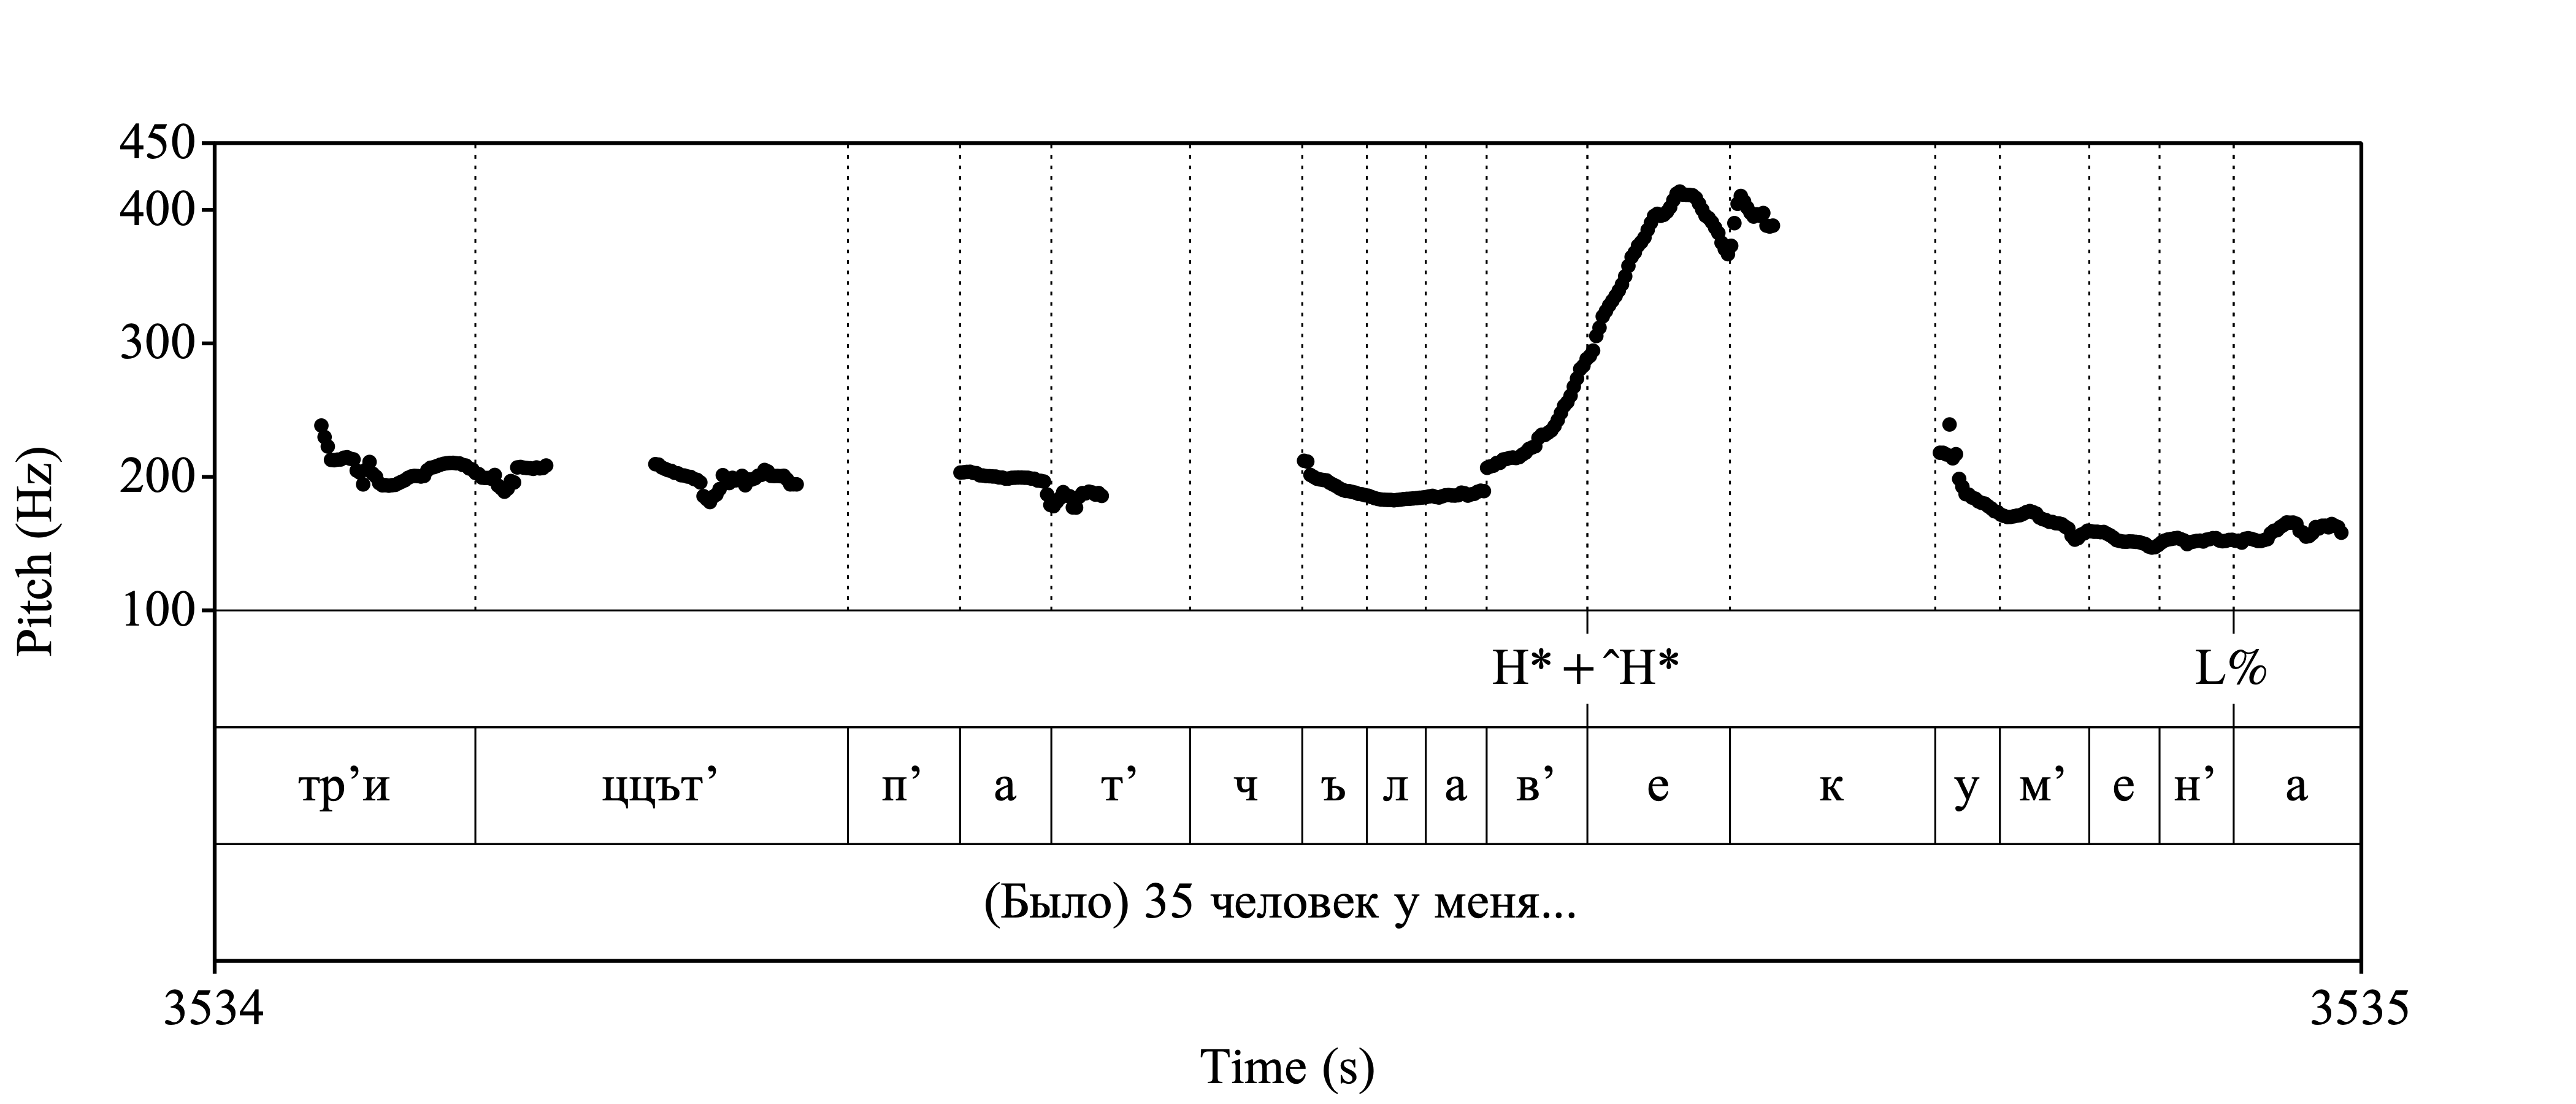 450
400
300
200
100
Pitch (Hz)
H* + ^H* L%
тр’и ццът’ п’ а т’ ч ъ л а в’ е к у м’ е н’ а
(Было) 35 человек у меня...
3534 3535
Time (s)